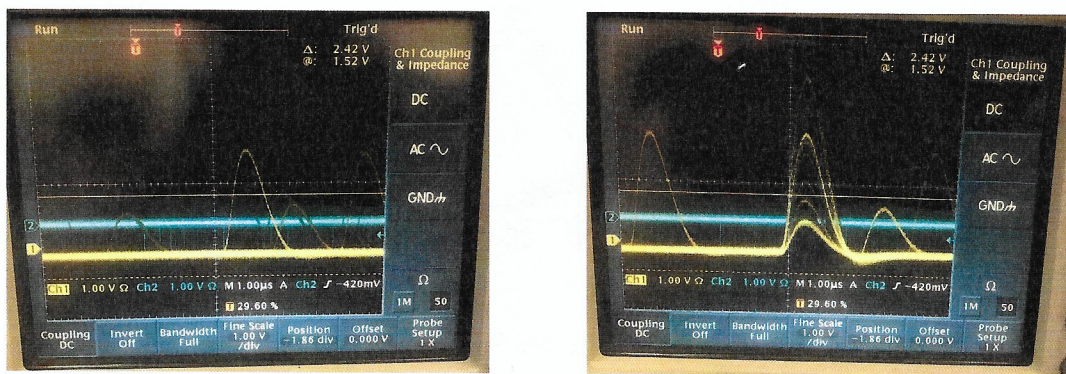 Run
Trig'd
Δ: 2.42 V
@: 1.52 V
Ch1 Coupling
& Impedance
DC
AC
GND
Ω
1M 50
2
1
Ch1 1.00 V Ω Ch2 1.00 V Ω M 1.00µs A Ch2 ʃ −420mV
T 29.60 %
Coupling
DC
Invert
Off
Bandwidth
Full
Fine Scale
1.00 V
/div
Position
−1.86 div
Offset
0.000 V
Probe
Setup
1 X
Run
Trig'd
Δ: 2.42 V
@: 1.52 V
Ch1 Coupling
& Impedance
DC
AC
GND
Ω
1M 50
2
1
Ch1 1.00 V Ω Ch2 1.00 V Ω M 1.00µs A Ch2 ʃ −420mV
T 29.60 %
Coupling
DC
Invert
Off
Bandwidth
Full
Fine Scale
1.00 V
/div
Position
−1.86 div
Offset
0.000 V
Probe
Setup
1 X